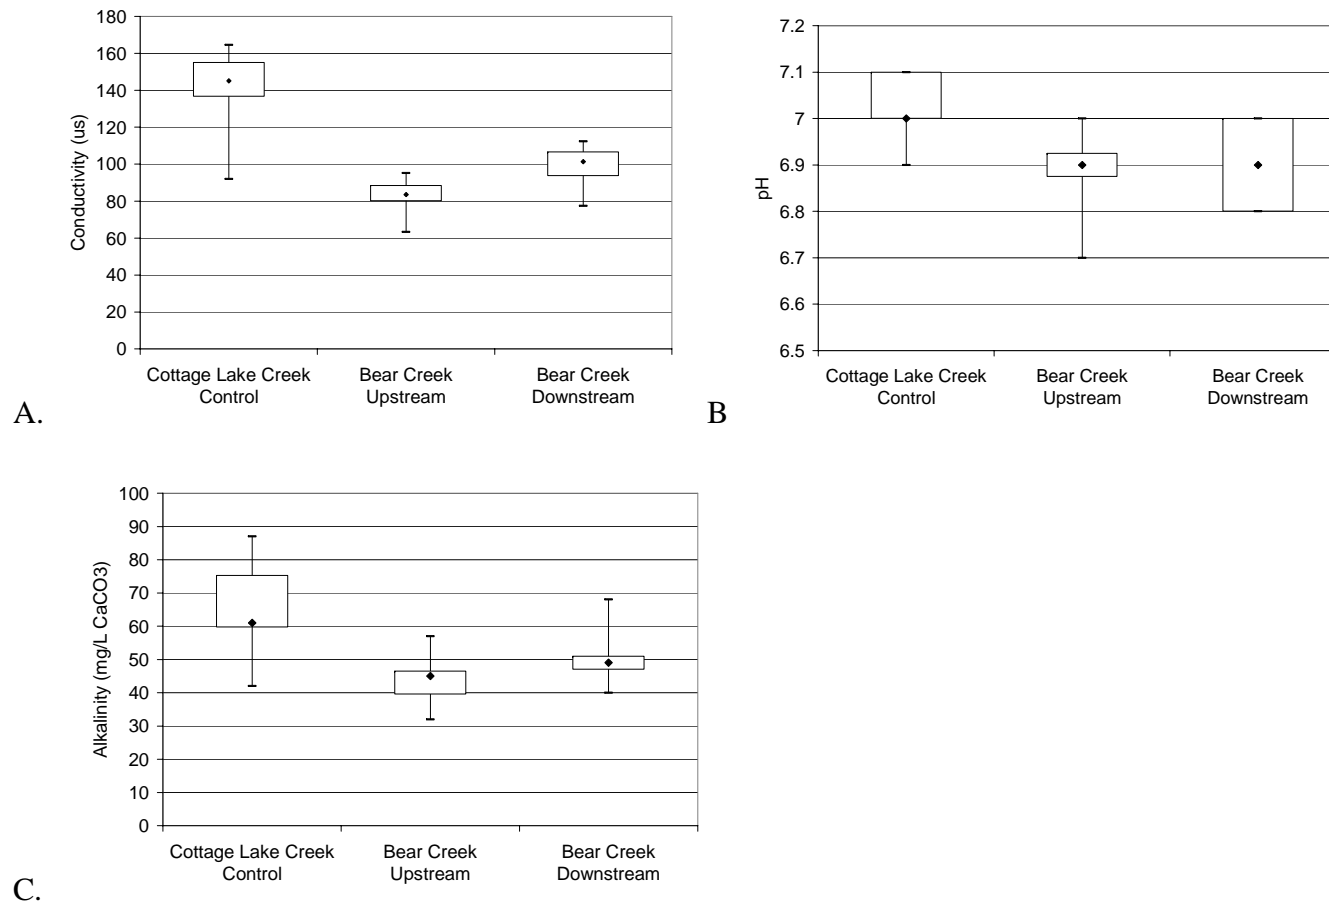 180
160
140
120
100
80
60
40
20
0
Conductivity (us)
Cottage Lake Creek
Control
Bear Creek
Upstream
Bear Creek
Downstream
A.
7.2
7.1
7
6.9
6.8
6.7
6.6
6.5
pH
Cottage Lake Creek
Control
Bear Creek
Upstream
Bear Creek
Downstream
B
100
90
80
70
60
50
40
30
20
10
0
Alkalinity (mg/L CaCO3)
Cottage Lake Creek
Control
Bear Creek
Upstream
Bear Creek
Downstream
C.